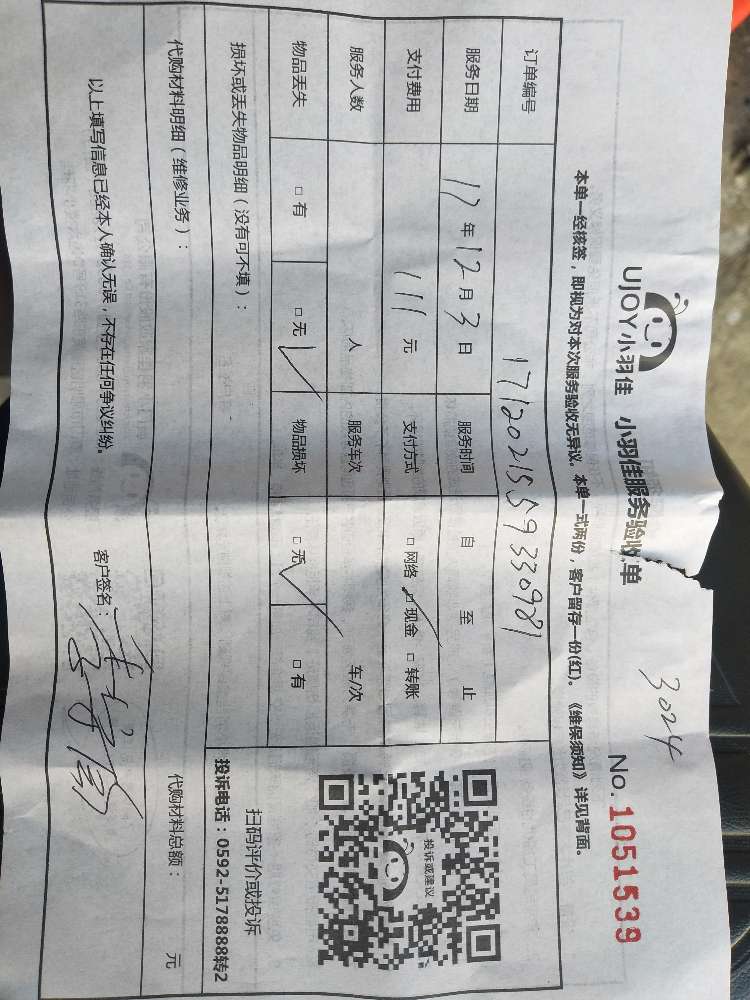 3024
UJOY小羽佳 小羽佳服务验收单 No. 1051539
本单一经核签，即视为对本次服务验收无异议。本单一式两份，客户留存一份(红)。《维保须知》详见背面。
订单编号 1712021559330981
服务日期 17年12月3日 服务时间 自 至 止
支付费用 111元 支付方式 □ 网络 □ 现金 □ 转账
服务人数 人 服务车次 车/次
物品丢失 □ 有 □ 无 物品损坏 □ 无 □ 有
投诉或建议
扫码评价或投诉
投诉电话：0592-5178888转2
损坏或丢失物品明细（没有可不填）：
代购材料明细（维修业务）： 代购材料总额： 元
以上填写信息已经本人确认无误，不存在任何争议纠纷。 客户签名：